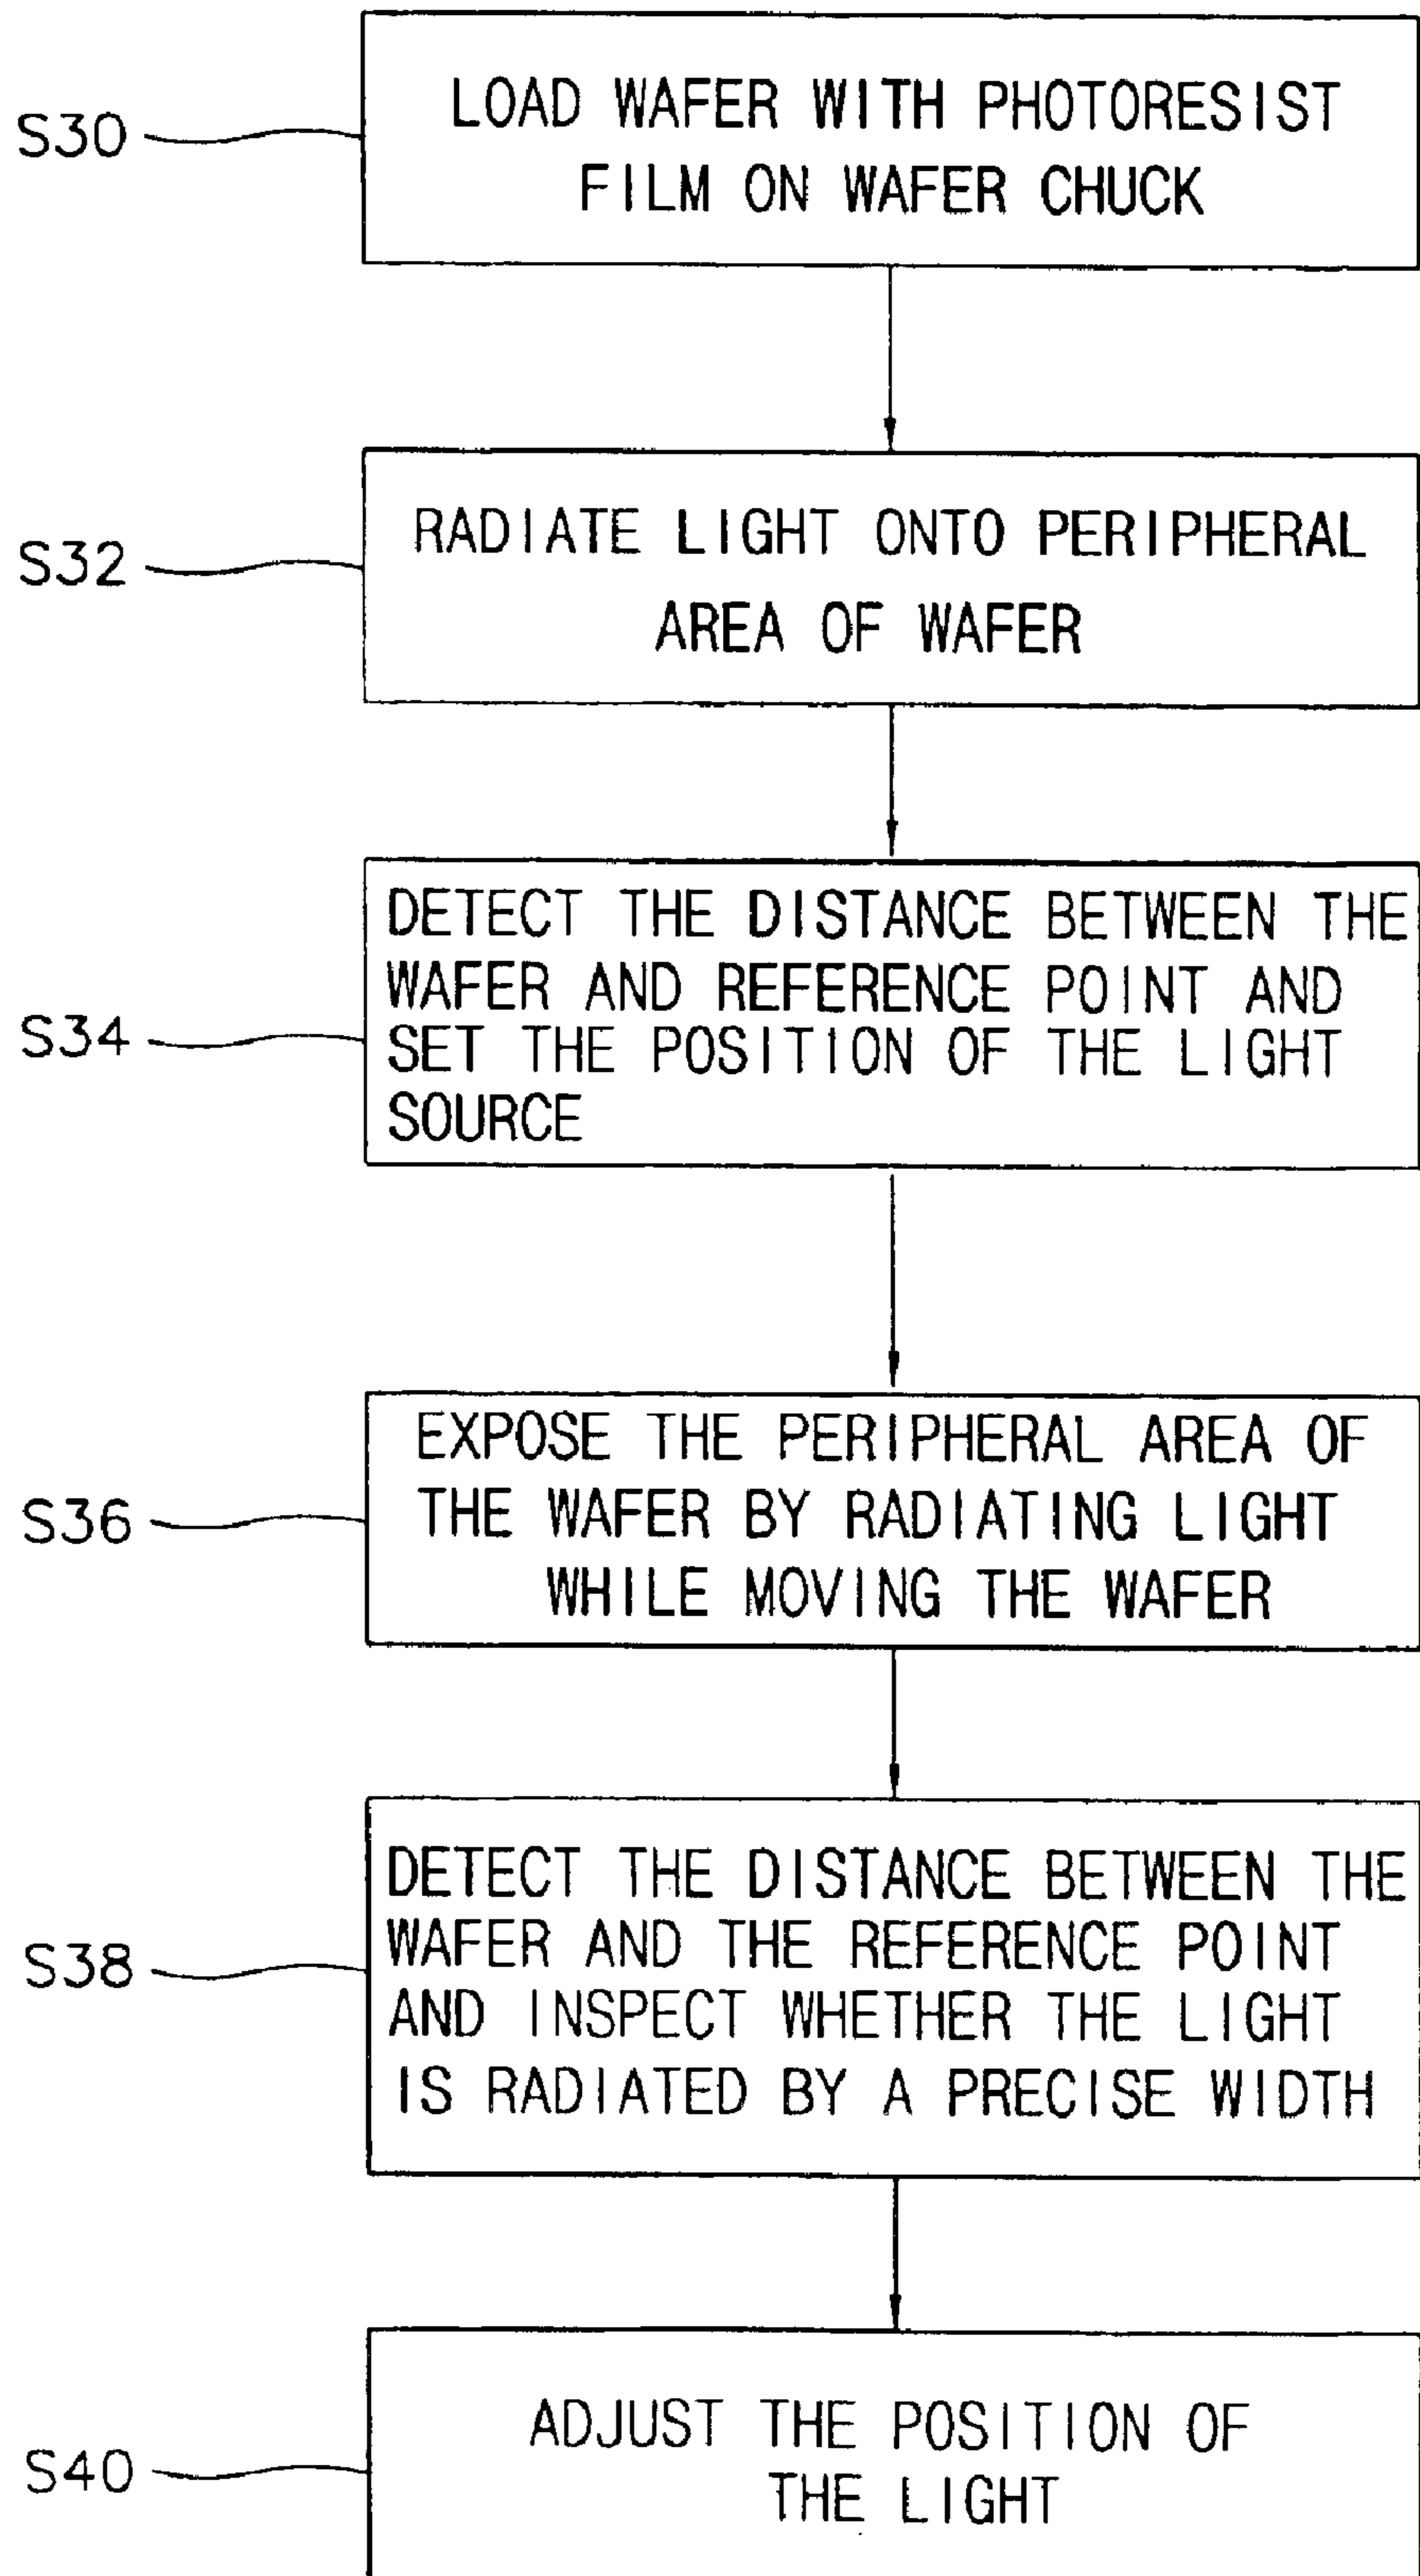 S30
LOAD WAFER WITH PHOTORESIST
FILM ON WAFER CHUCK
S32
RADIATE LIGHT ONTO PERIPHERAL
AREA OF WAFER
S34
DETECT THE DISTANCE BETWEEN THE
WAFER AND REFERENCE POINT AND
SET THE POSITION OF THE LIGHT
SOURCE
S36
EXPOSE THE PERIPHERAL AREA OF
THE WAFER BY RADIATING LIGHT
WHILE MOVING THE WAFER
S38
DETECT THE DISTANCE BETWEEN THE
WAFER AND THE REFERENCE POINT
AND INSPECT WHETHER THE LIGHT
IS RADIATED BY A PRECISE WIDTH
S40
ADJUST THE POSITION OF
THE LIGHT